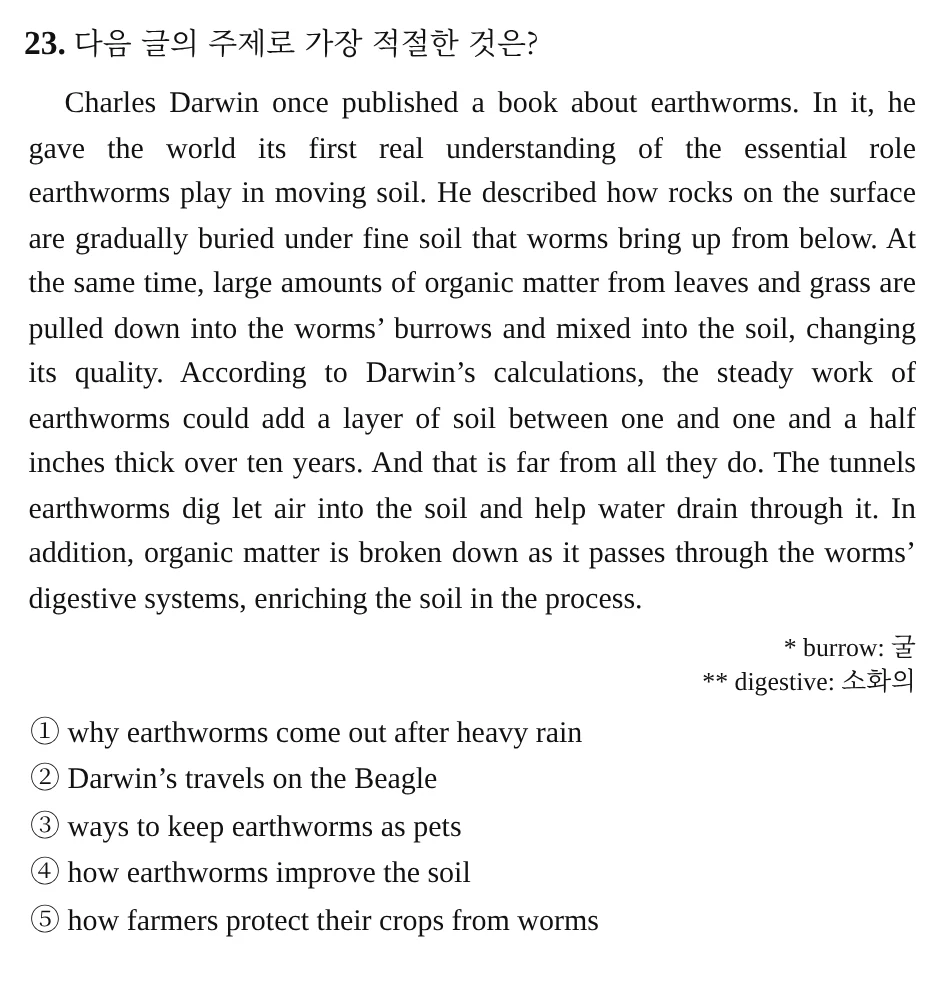 23. 다음 글의 주제로 가장 적절한 것은?
Charles Darwin once published a book about earthworms. In it, he
gave the world its first real understanding of the essential role
earthworms play in moving soil. He described how rocks on the surface
are gradually buried under fine soil that worms bring up from below. At
the same time, large amounts of organic matter from leaves and grass are
pulled down into the worms’ burrows and mixed into the soil, changing
its quality. According to Darwin’s calculations, the steady work of
earthworms could add a layer of soil between one and one and a half
inches thick over ten years. And that is far from all they do. The tunnels
earthworms dig let air into the soil and help water drain through it. In
addition, organic matter is broken down as it passes through the worms’
digestive systems, enriching the soil in the process.
* burrow: 굴
** digestive: 소화의
① why earthworms come out after heavy rain
② Darwin’s travels on the Beagle
③ ways to keep earthworms as pets
④ how earthworms improve the soil
⑤ how farmers protect their crops from worms